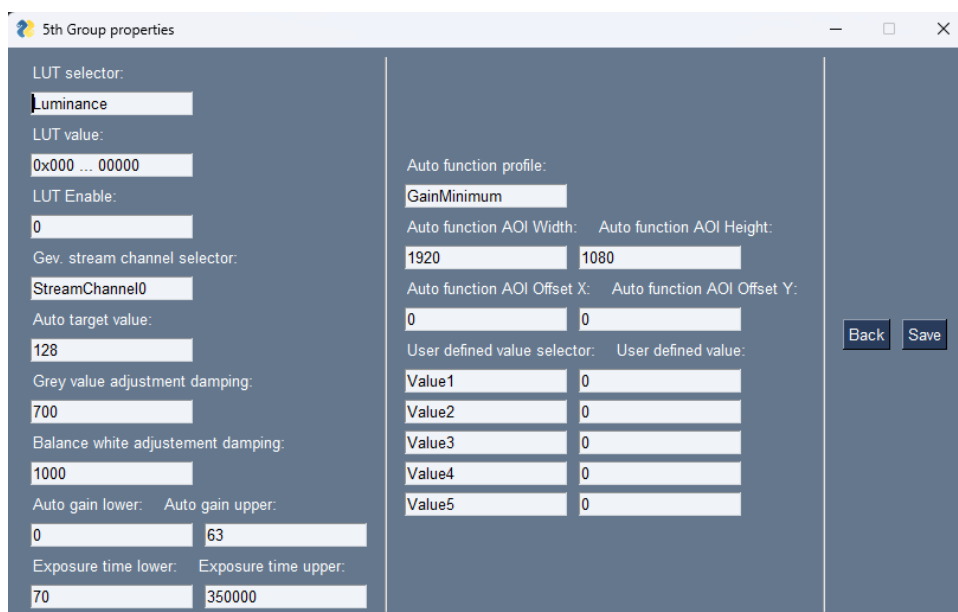 5th Group properties
LUT selector:
Luminance
LUT value:
0x000 ... 00000
LUT Enable:
0
Gev. stream channel selector:
StreamChannel0
Auto target value:
128
Grey value adjustment damping:
700
Balance white adjustement damping:
1000
Auto gain lower: Auto gain upper:
0 63
Exposure time lower: Exposure time upper:
70 350000
Auto function profile:
GainMinimum
Auto function AOI Width: Auto function AOI Height:
1920 1080
Auto function AOI Offset X: Auto function AOI Offset Y:
0 0
User defined value selector: User defined value:
Value1 0
Value2 0
Value3 0
Value4 0
Value5 0
Back Save